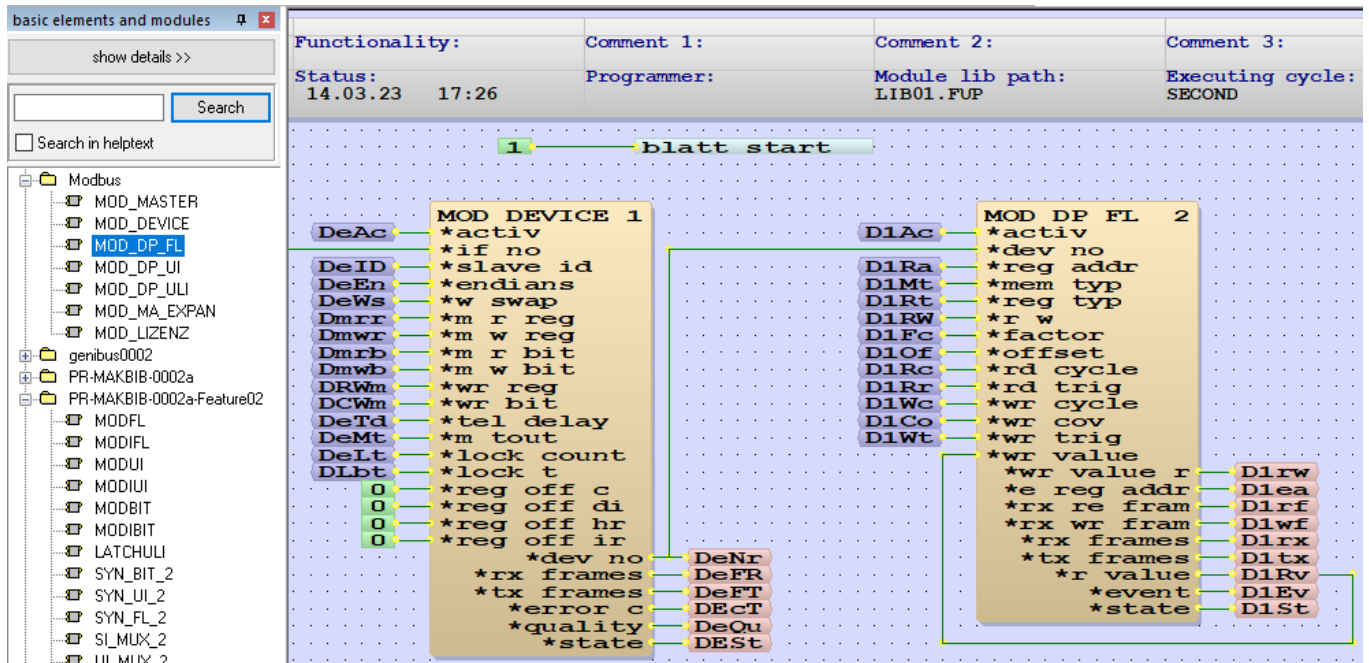 basic elements and modules
show details >>
Search
Search in helptext
Modbus
MOD_MASTER
MOD_DEVICE
MOD_DP_FL
MOD_DP_UI
MOD_DP_ULI
MOD_MA_EXPAN
MOD_LIZENZ
genibus0002
PR-MAKBIB-0002a
PR-MAKBIB-0002a-Feature02
MODFL
MODIFL
MODUI
MODIUI
MODBIT
MODIBIT
LATCHULI
SYN_BIT_2
SYN_UI_2
SYN_FL_2
SI_MUX_2
UI_MUX_2
Functionality: Comment 1: Comment 2: Comment 3:
Status: Programmer: Module lib path: Executing cycle:
14.03.23 17:26 LIB01.FUP SECOND
1 blatt start
MOD DEVICE 1
DeAc *activ
*if no
DeID *slave id
DeEn *endians
DeWs *w swap
Dmrr *m r reg
Dmwr *m w reg
Dmrb *m r bit
Dmwb *m w bit
DRWm *wr reg
DCWm *wr bit
DeTd *tel delay
DeMt *m tout
DeLt *lock count
DLbt *lock t
0 *reg off c
0 *reg off di
0 *reg off hr
0 *reg off ir
*dev no DeNr
*rx frames DeFR
*tx frames DeFT
*error c DEcT
*quality DeQu
*state DESt
MOD DP FL 2
D1Ac *activ
*dev no
D1Ra *reg addr
D1Mt *mem typ
D1Rt *reg typ
D1RW *r w
D1Fc *factor
D1Of *offset
D1Rc *rd cycle
D1Rr *rd trig
D1Wc *wr cycle
D1Co *wr cov
D1Wt *wr trig
*wr value
*wr value r D1rw
*e reg addr D1ea
*rx re fram D1rf
*rx wr fram D1wf
*rx frames D1rx
*tx frames D1tx
*r value D1Rv
*event D1Ev
*state D1St